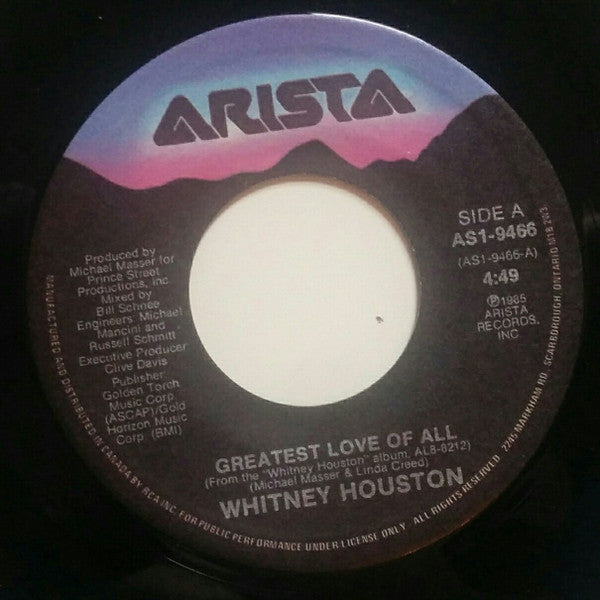 ARISTA
SIDE A
AS1-9466
(AS1-9466-A)
4:49
℗1985
ARISTA
RECORDS,
INC
Produced by
Michael Masser for
Prince Street
Productions, Inc
Mixed by
Bill Schnee
Engineers: Michael
Mancini and
Russell Schmitt
Executive Producer
Clive Davis
Publisher:
Golden Torch
Music Corp
(ASCAP)/Gold
Horizon Music
Corp. (BMI)
GREATEST LOVE OF ALL
(From the "Whitney Houston" album, AL8-8212)
(Michael Masser & Linda Creed)
WHITNEY HOUSTON
MANUFACTURED AND DISTRIBUTED IN CANADA BY RCA INC. FOR PUBLIC PERFORMANCE UNDER LICENSE ONLY. ALL RIGHTS RESERVED. 2245 MARKHAM RD. SCARBOROUGH, ONTARIO M1B 2W3